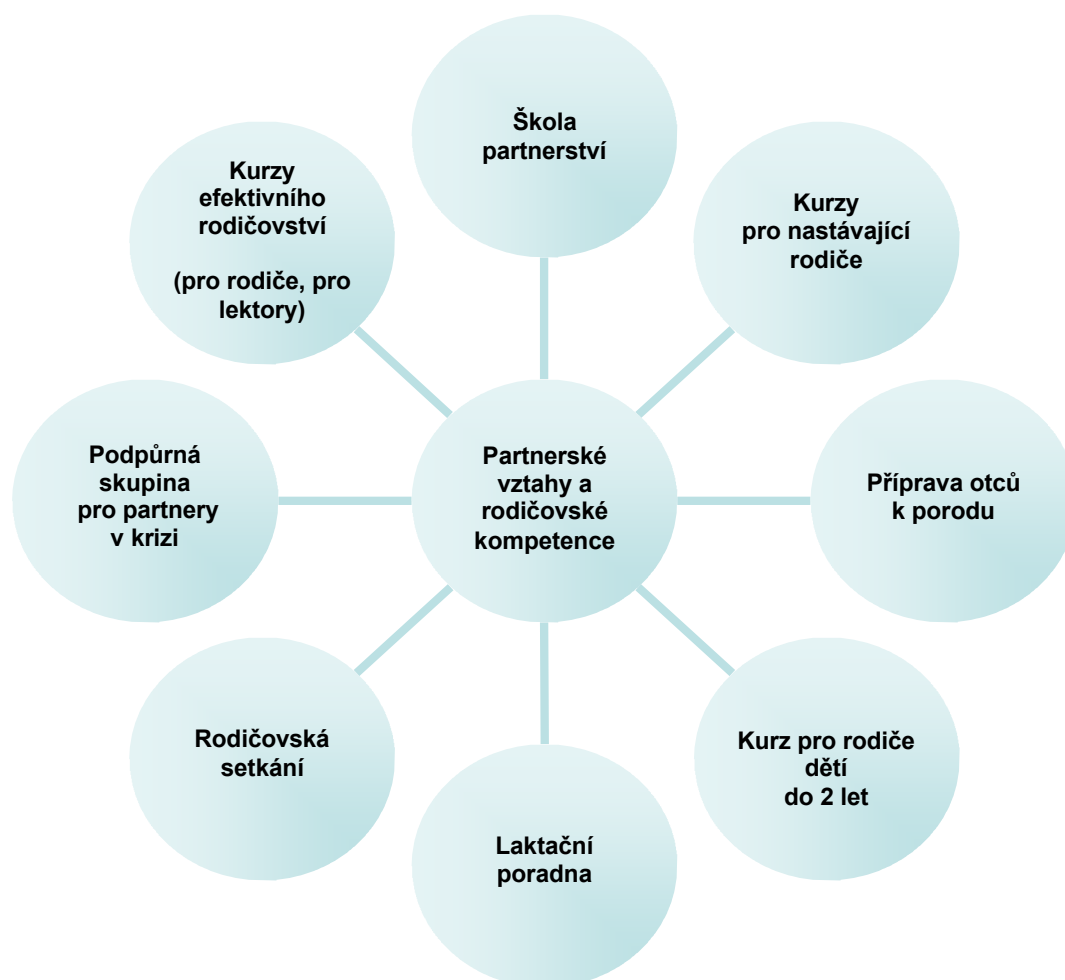 Škola
partnerství
Kurzy
efektivního
rodičovství
(pro rodiče, pro
lektory)
Kurzy
pro nastávající
rodiče
Podpůrná
skupina
pro partnery
v krizi
Partnerské
vztahy a
rodičovské
kompetence
Příprava otců
k porodu
Rodičovská
setkání
Kurz pro rodiče
dětí
do 2 let
Laktační
poradna